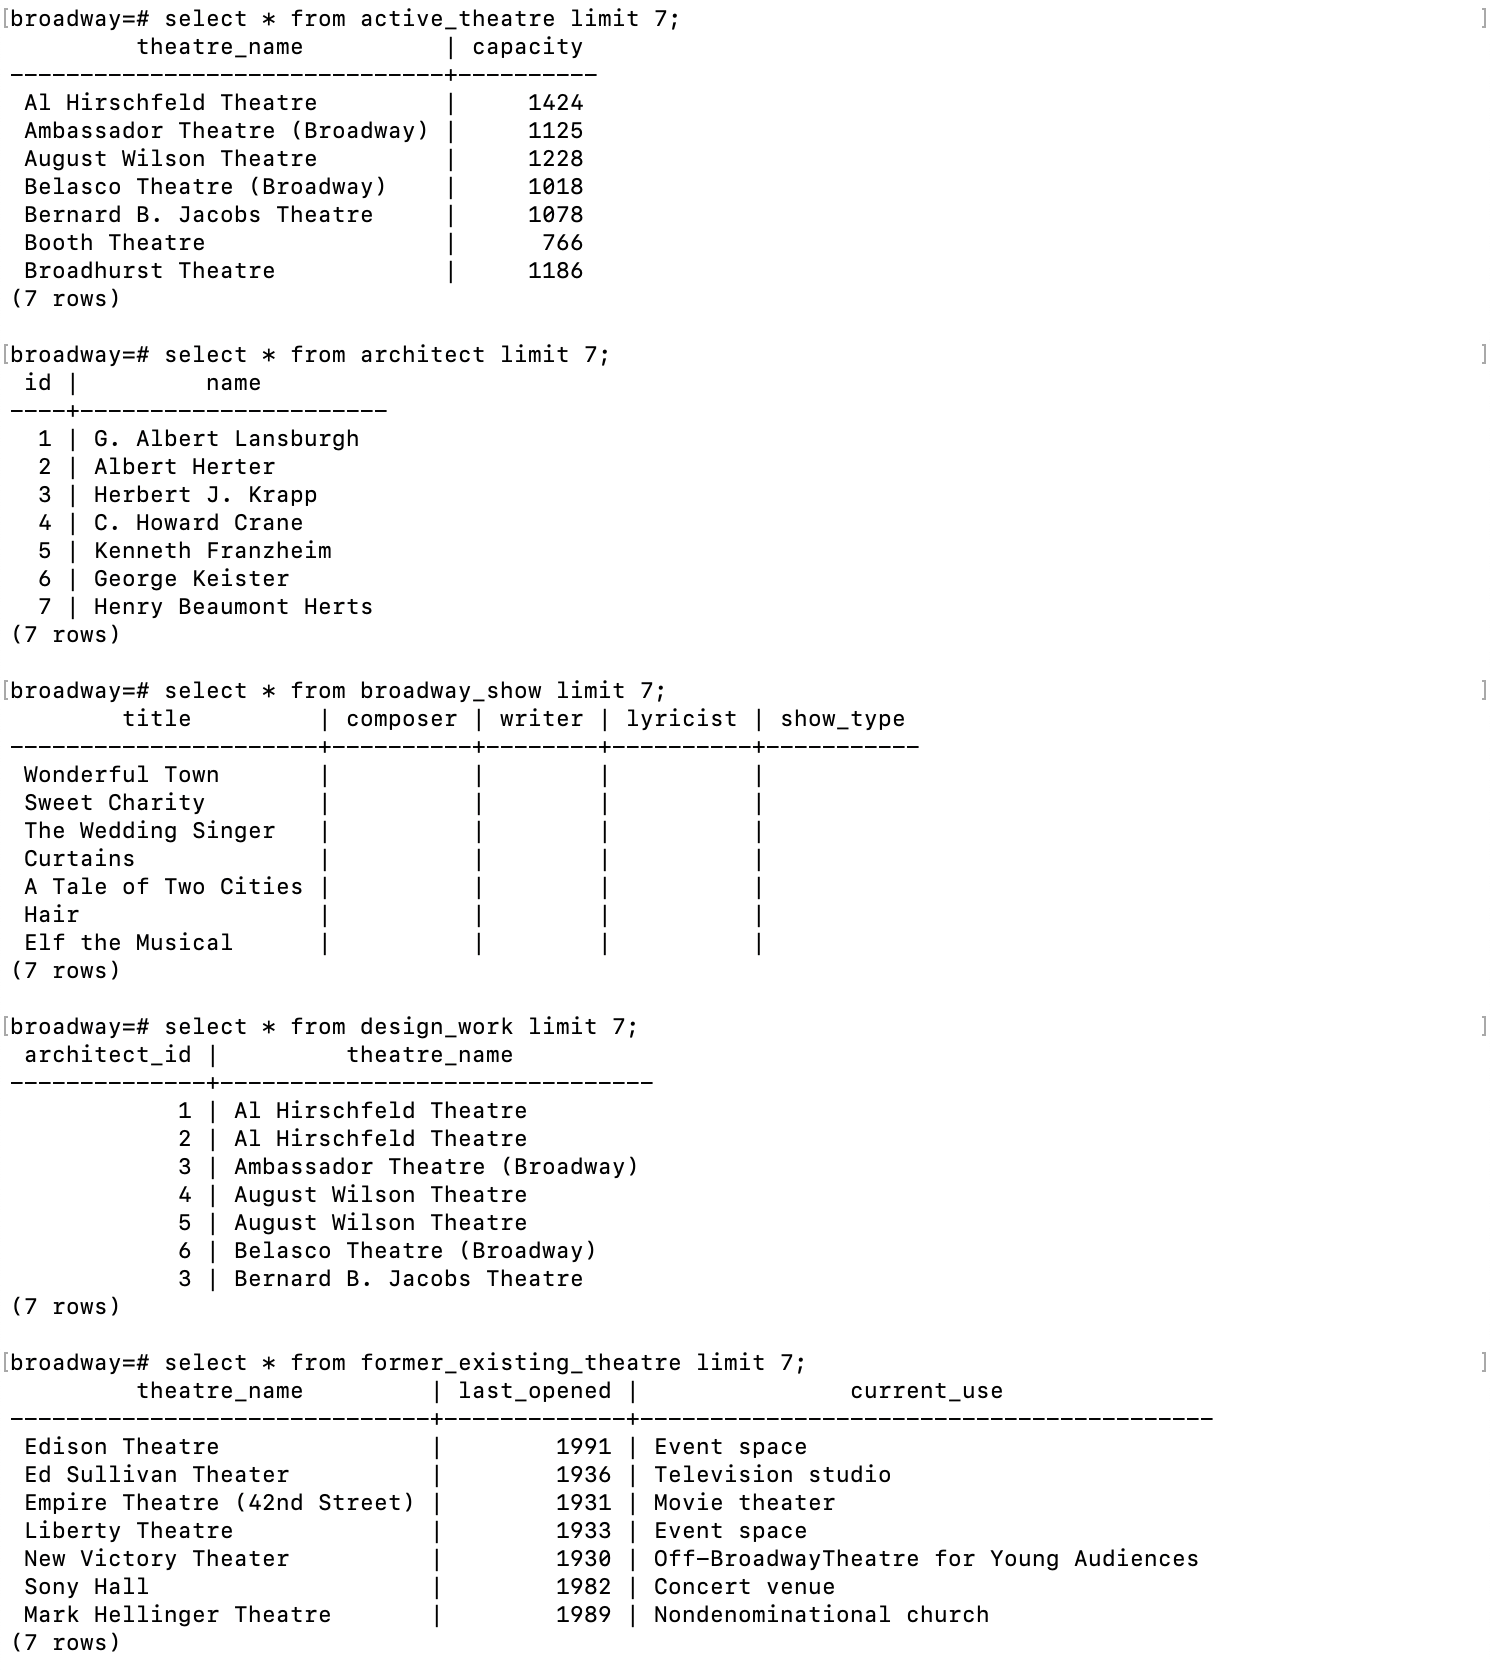 [broadway=# select * from active_theatre limit 7; ]
theatre_name | capacity
-------------------------------+----------
Al Hirschfeld Theatre | 1424
Ambassador Theatre (Broadway) | 1125
August Wilson Theatre | 1228
Belasco Theatre (Broadway) | 1018
Bernard B. Jacobs Theatre | 1078
Booth Theatre | 766
Broadhurst Theatre | 1186
(7 rows)
[broadway=# select * from architect limit 7; ]
id | name
----+----------------------
1 | G. Albert Lansburgh
2 | Albert Herter
3 | Herbert J. Krapp
4 | C. Howard Crane
5 | Kenneth Franzheim
6 | George Keister
7 | Henry Beaumont Herts
(7 rows)
[broadway=# select * from broadway_show limit 7; ]
title | composer | writer | lyricist | show_type
----------------------+----------+--------+----------+-----------
Wonderful Town | | | |
Sweet Charity | | | |
The Wedding Singer | | | |
Curtains | | | |
A Tale of Two Cities | | | |
Hair | | | |
Elf the Musical | | | |
(7 rows)
[broadway=# select * from design_work limit 7; ]
architect_id | theatre_name
--------------+-------------------------------
1 | Al Hirschfeld Theatre
2 | Al Hirschfeld Theatre
3 | Ambassador Theatre (Broadway)
4 | August Wilson Theatre
5 | August Wilson Theatre
6 | Belasco Theatre (Broadway)
3 | Bernard B. Jacobs Theatre
(7 rows)
[broadway=# select * from former_existing_theatre limit 7; ]
theatre_name | last_opened | current_use
------------------------------+-------------+-----------------------------------------
Edison Theatre | 1991 | Event space
Ed Sullivan Theater | 1936 | Television studio
Empire Theatre (42nd Street) | 1931 | Movie theater
Liberty Theatre | 1933 | Event space
New Victory Theater | 1930 | Off-BroadwayTheatre for Young Audiences
Sony Hall | 1982 | Concert venue
Mark Hellinger Theatre | 1989 | Nondenominational church
(7 rows)